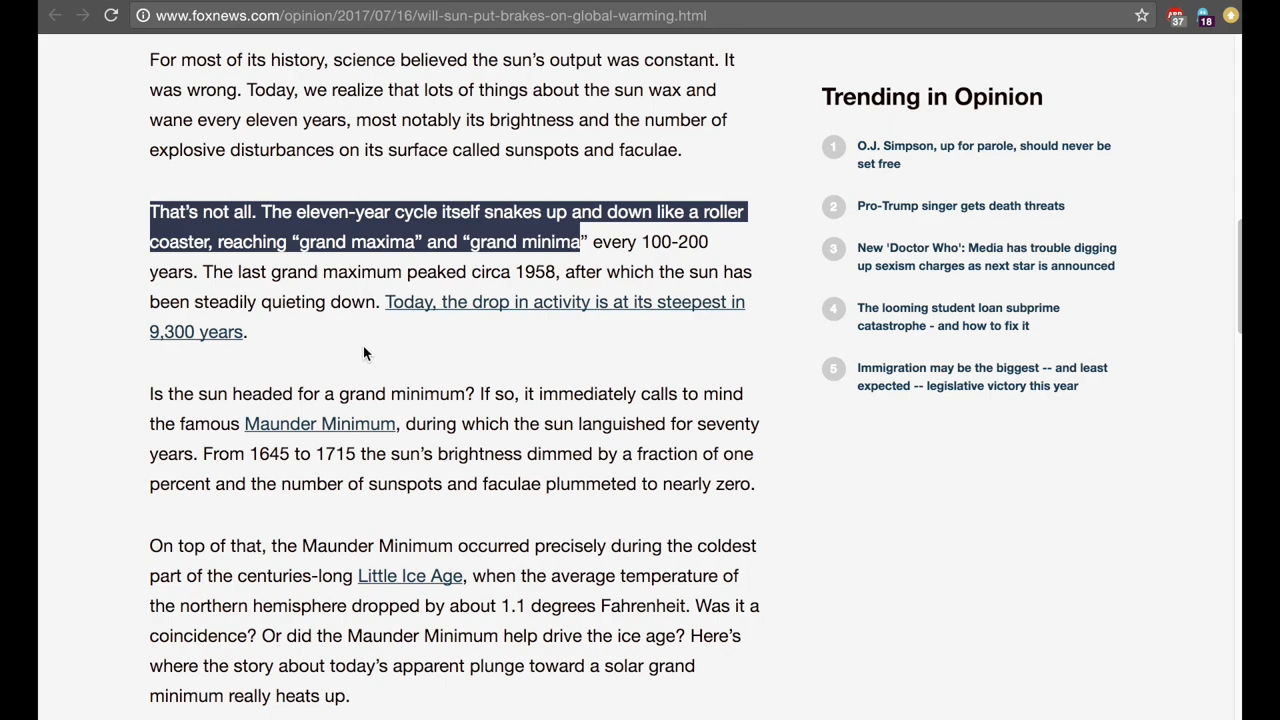 www.foxnews.com/opinion/2017/07/16/will-sun-put-brakes-on-global-warming.html
37
18
For most of its history, science believed the sun's output was constant. It
was wrong. Today, we realize that lots of things about the sun wax and
wane every eleven years, most notably its brightness and the number of
explosive disturbances on its surface called sunspots and faculae.
That's not all. The eleven-year cycle itself snakes up and down like a roller
coaster, reaching “grand maxima” and “grand minima” every 100-200
years. The last grand maximum peaked circa 1958, after which the sun has
been steadily quieting down. Today, the drop in activity is at its steepest in
9,300 years.
Is the sun headed for a grand minimum? If so, it immediately calls to mind
the famous Maunder Minimum, during which the sun languished for seventy
years. From 1645 to 1715 the sun's brightness dimmed by a fraction of one
percent and the number of sunspots and faculae plummeted to nearly zero.
On top of that, the Maunder Minimum occurred precisely during the coldest
part of the centuries-long Little Ice Age, when the average temperature of
the northern hemisphere dropped by about 1.1 degrees Fahrenheit. Was it a
coincidence? Or did the Maunder Minimum help drive the ice age? Here's
where the story about today's apparent plunge toward a solar grand
minimum really heats up.
Trending in Opinion
1 O.J. Simpson, up for parole, should never be
set free
2 Pro-Trump singer gets death threats
3 New 'Doctor Who': Media has trouble digging
up sexism charges as next star is announced
4 The looming student loan subprime
catastrophe - and how to fix it
5 Immigration may be the biggest -- and least
expected -- legislative victory this year